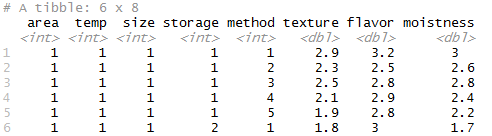 # A tibble: 6 x 8
area temp size storage method texture flavor moistness
<int> <int> <int> <int> <int> <dbl> <dbl> <dbl>
1 1 1 1 1 1 2.9 3.2 3
2 1 1 1 1 2 2.3 2.5 2.6
3 1 1 1 1 3 2.5 2.8 2.8
4 1 1 1 1 4 2.1 2.9 2.4
5 1 1 1 1 5 1.9 2.8 2.2
6 1 1 1 2 1 1.8 3 1.7